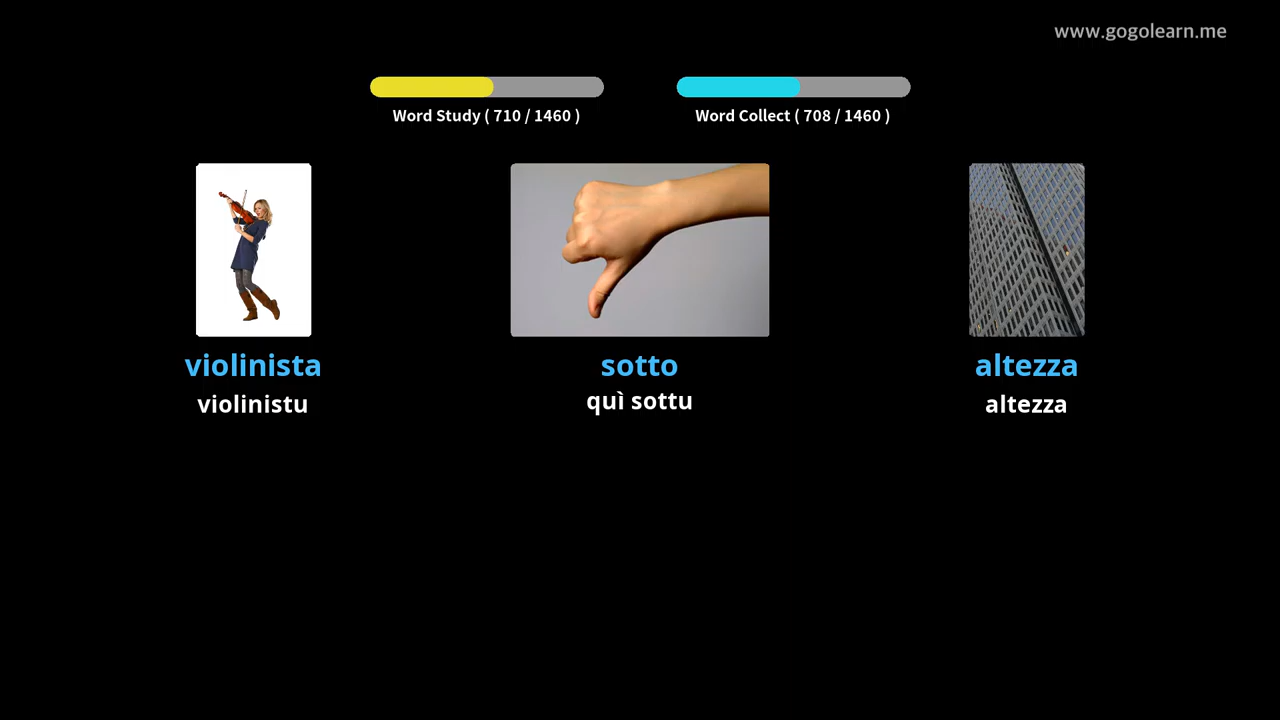 www.gogolearn.me
Word Study ( 710 / 1460 )
Word Collect ( 708 / 1460 )
violinista
violinistu
sotto
quì sottu
altezza
altezza